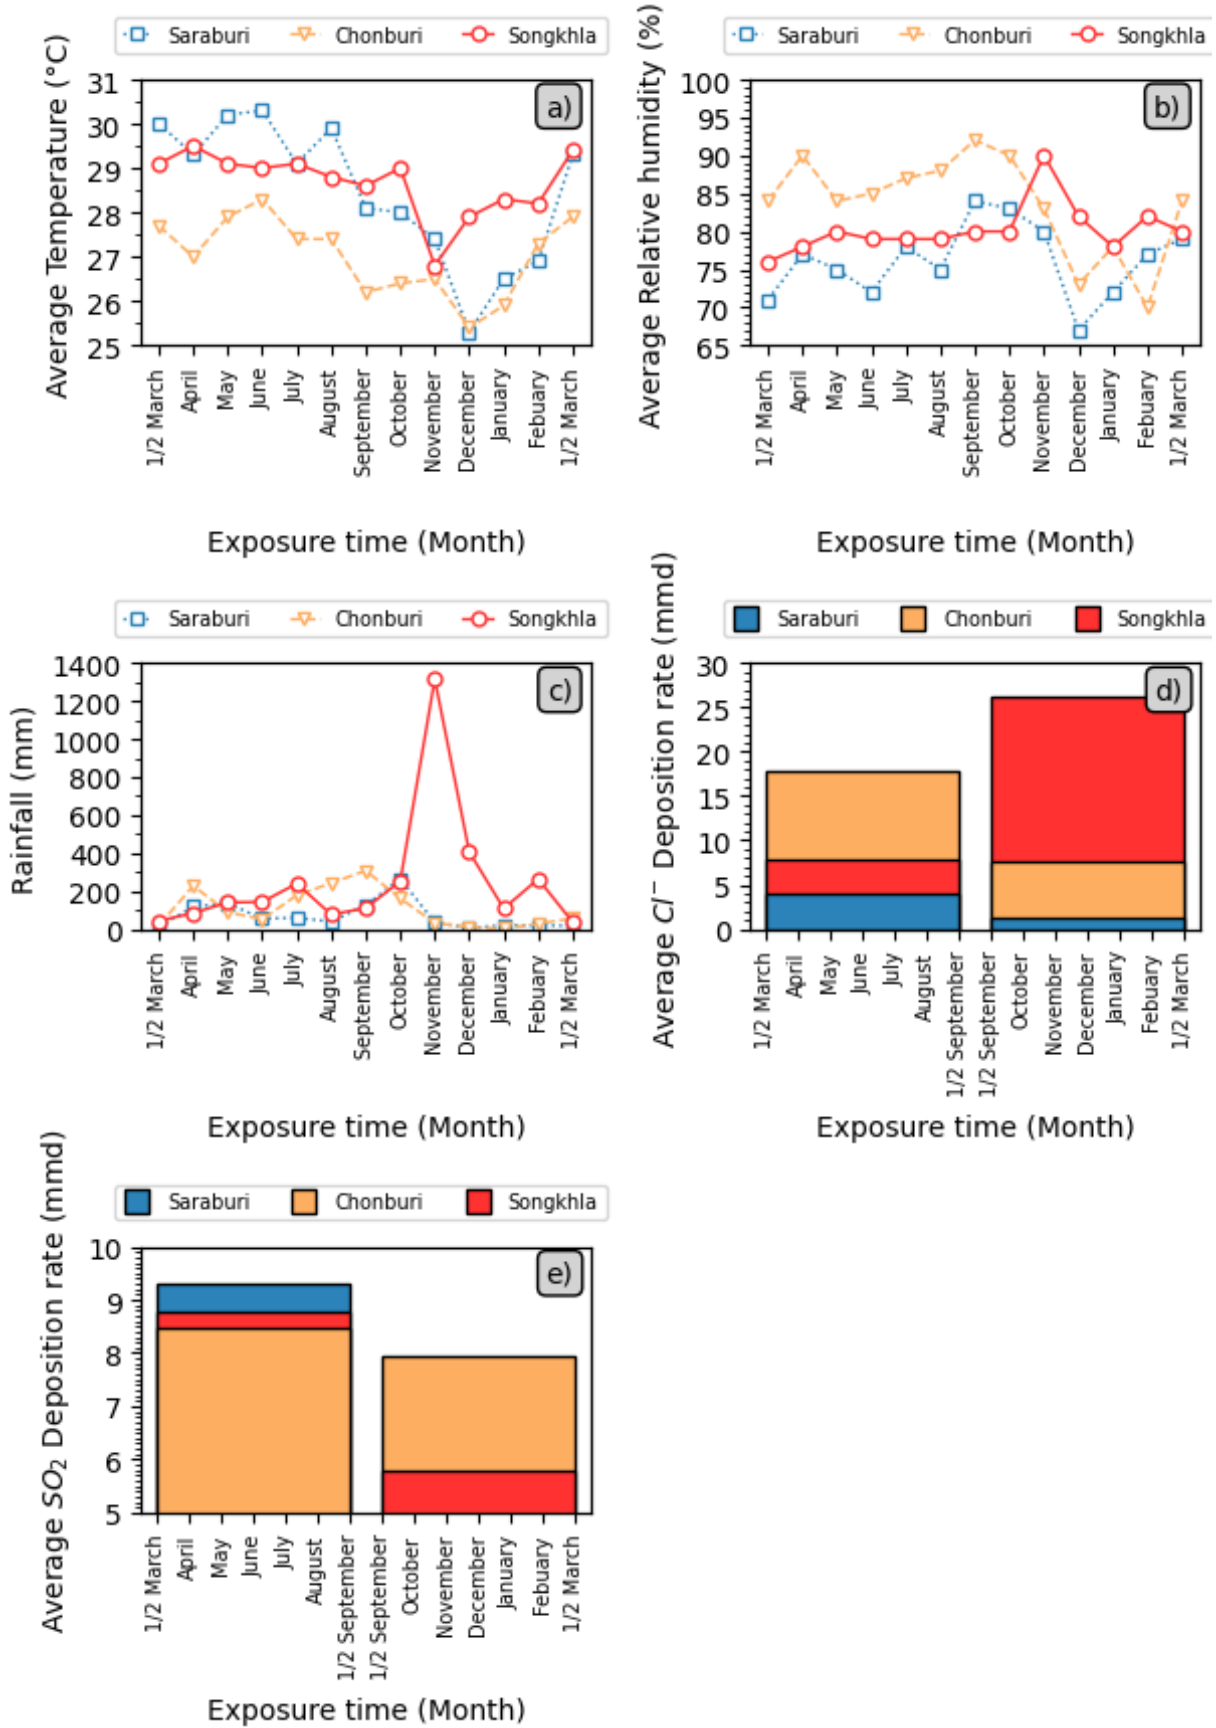 Saraburi Chonburi Songkhla
Average Temperature (°C)
31
30
29
28
27
26
25
a)
1/2 March
April
May
June
July
August
September
October
November
December
January
Febuary
1/2 March
Exposure time (Month)
Saraburi Chonburi Songkhla
Average Relative humidity (%)
100
95
90
85
80
75
70
65
b)
1/2 March
April
May
June
July
August
September
October
November
December
January
Febuary
1/2 March
Exposure time (Month)
Saraburi Chonburi Songkhla
Rainfall (mm)
1400
1200
1000
800
600
400
200
0
c)
1/2 March
April
May
June
July
August
September
October
November
December
January
Febuary
1/2 March
Exposure time (Month)
Saraburi Chonburi Songkhla
Average Cl⁻ Deposition rate (mmd)
30
25
20
15
10
5
0
d)
1/2 March
April
May
June
July
August
1/2 September
1/2 September
October
November
December
January
Febuary
1/2 March
Exposure time (Month)
Saraburi Chonburi Songkhla
Average SO₂ Deposition rate (mmd)
10
9
8
7
6
5
e)
1/2 March
April
May
June
July
August
1/2 September
1/2 September
October
November
December
January
Febuary
1/2 March
Exposure time (Month)